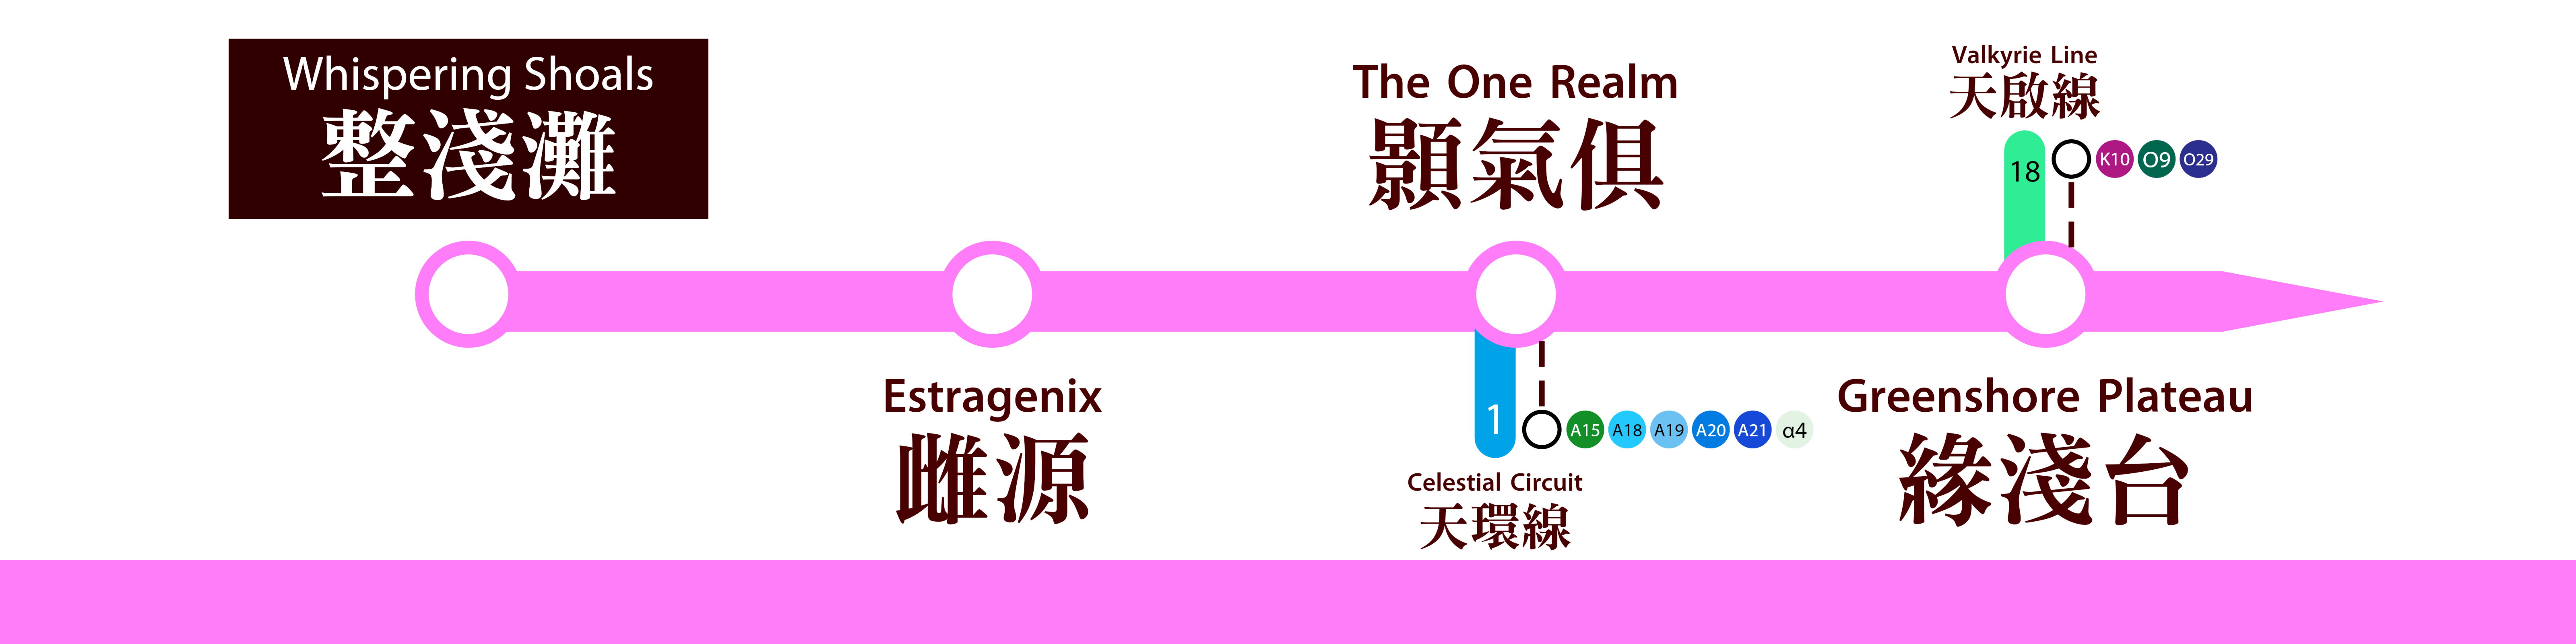 Whispering Shoals
整淺灘
Estragenix
雌源
The One Realm
顥氣俱
1
A15 A18 A19 A20 A21 α4
Celestial Circuit
天環線
Valkyrie Line
天啟線
18
K10 O9 O29
Greenshore Plateau
緣淺台